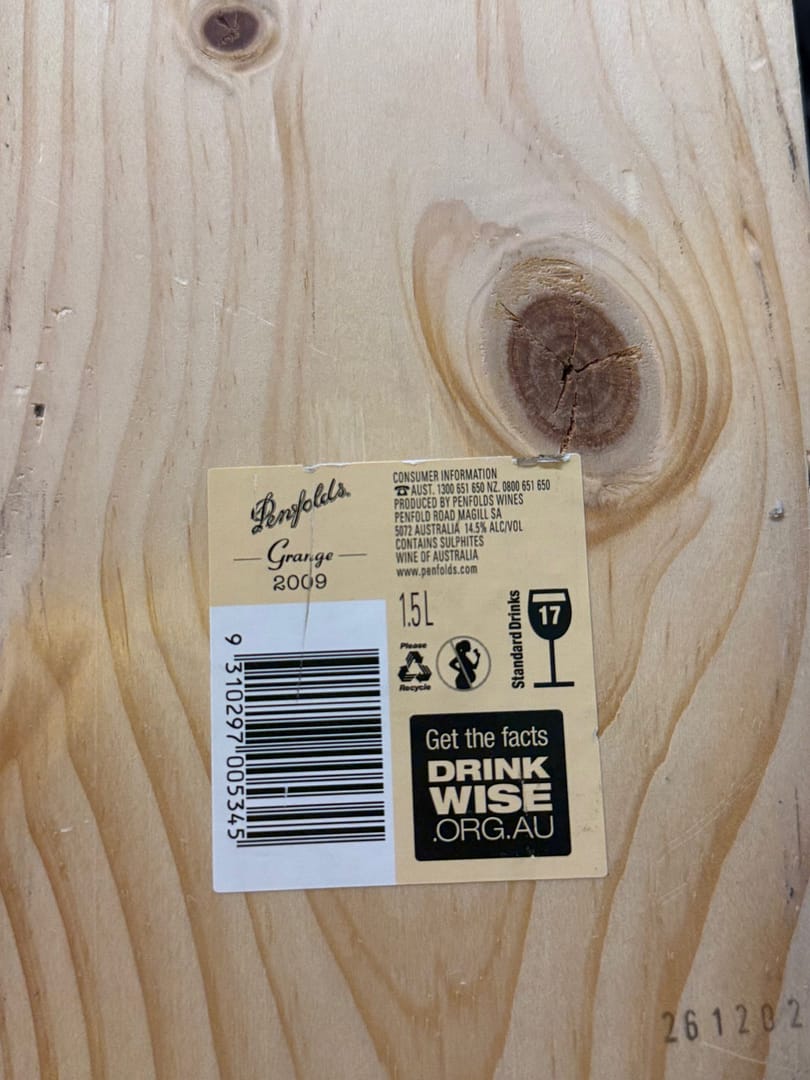 Penfolds.
Grange
2009
9 310297 005345
CONSUMER INFORMATION
☎ AUST. 1300 651 650 NZ. 0800 651 650
PRODUCED BY PENFOLDS WINES
PENFOLD ROAD MAGILL SA
5072 AUSTRALIA 14.5% ALC/VOL
CONTAINS SULPHITES
WINE OF AUSTRALIA
www.penfolds.com
1.5L
Please
Recycle
Standard Drinks
17
Get the facts
DRINK
WISE
.ORG.AU
261202